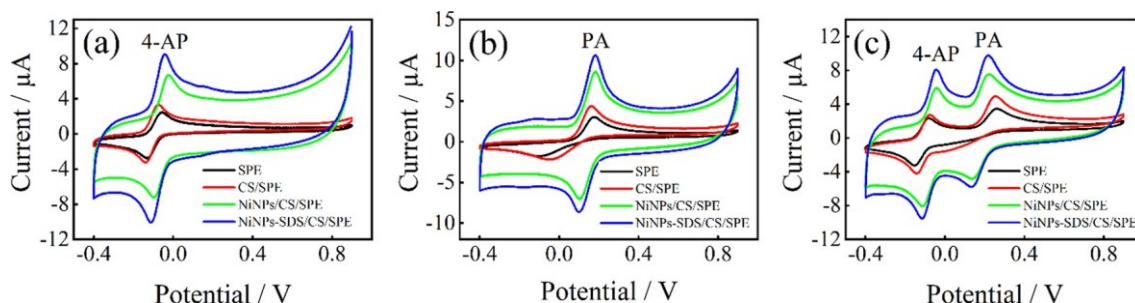 (a)
4-AP
Current / µA
12
8
4
0
-4
-8
-12
SPE
CS/SPE
NiNPs/CS/SPE
NiNPs-SDS/CS/SPE
-0.4
0.0
0.4
0.8
Potential / V
(b)
PA
Current / µA
15
10
5
0
-5
-10
SPE
CS/SPE
NiNPs/CS/SPE
NiNPs-SDS/CS/SPE
-0.4
0.0
0.4
0.8
Potential / V
(c)
4-AP
PA
Current / µA
12
8
4
0
-4
-8
-12
SPE
CS/SPE
NiNPs/CS/SPE
NiNPs-SDS/CS/SPE
-0.4
0.0
0.4
0.8
Potential / V